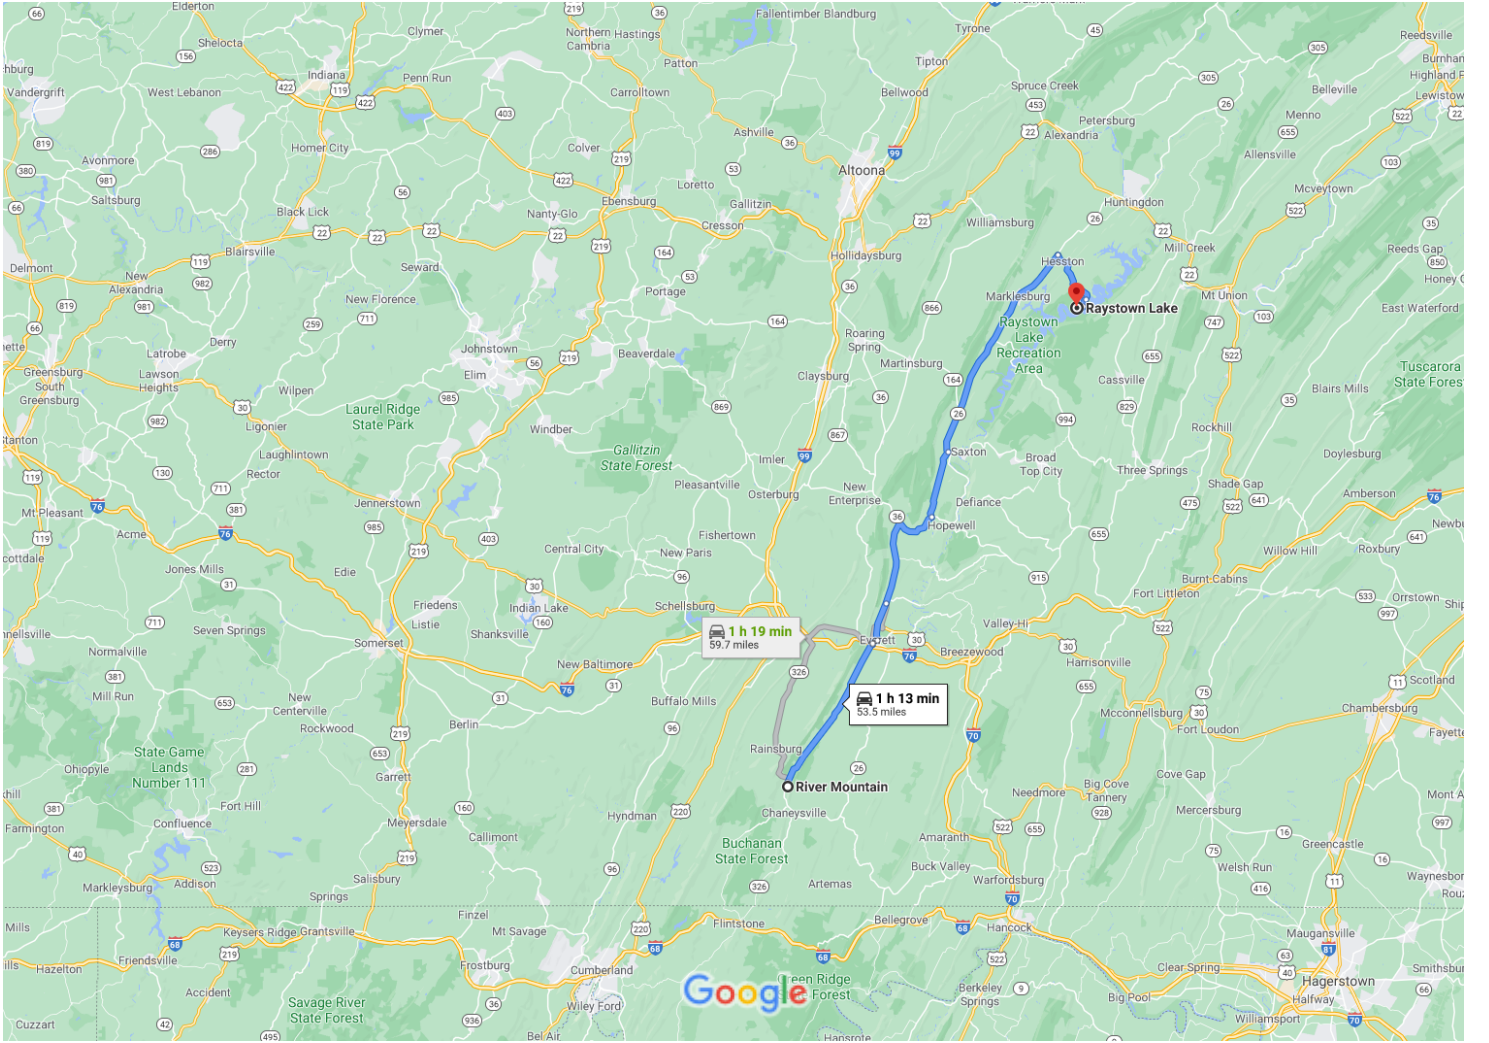 Elderton
Fallentimber Blandburg
Tyrone
Reedsville
Clymer
Northern
Cambria
Hastings
Shelocta
Patton
Tipton
Burnham
Indiana
Penn Run
Carrolltown
Bellwood
Spruce Creek
Belleville
Highland F
Lewistow
Vandergrift
West Lebanon
Petersburg
Menno
Alexandria
Ashville
Homer City
Colver
Altoona
Allensville
Avonmore
Saltsburg
Loretto
Mcveytown
Black Lick
Nanty-Glo
Ebensburg
Gallitzin
Cresson
Williamsburg
Huntingdon
Mill Creek
Reeds Gap
Blairsville
Hollidaysburg
Hesston
Delmont
New
Alexandria
Seward
Portage
Marklesburg
Mt Union
Honey
New Florence
Raystown Lake
East Waterford
Raystown
Lake
Recreation
Area
Roaring
Spring
Derry
Latrobe
Johnstown
Beaverdale
Martinsburg
Greensburg
South
Greensburg
Lawson
Heights
Elim
Claysburg
Cassville
Tuscarora
State Fores
Wilpen
Blairs Mills
Laurel Ridge
State Park
Ligonier
Windber
Rockhill
Stanton
Laughlintown
Gallitzin
State Forest
Imler
Saxton
Broad
Top City
Three Springs
Doylesburg
Rector
Pleasantville
Osterburg
New
Enterprise
Defiance
Shade Gap
Amberson
Mt Pleasant
Jennerstown
Hopewell
Acme
Fishertown
cottdale
Central City
New Paris
Willow Hill
Roxbury
Jones Mills
Edie
Burnt Cabins
Fort Littleton
Orrstown
Friedens
Listie
Indian Lake
Schellsburg
Seven Springs
Shanksville
Valley-Hi
1 h 19 min
59.7 miles
Everett
Somerset
Breezewood
Harrisonville
Normalville
New Baltimore
Scotland
Mill Run
New
Centerville
Buffalo Mills
1 h 13 min
53.5 miles
Mcconnellsburg
Chambersburg
Rockwood
Berlin
Fort Loudon
Rainsburg
State Game
Lands
Number 111
Ohiopyle
Garrett
River Mountain
Cove Gap
Needmore
Big Cove
Tannery
Fort Hill
Hyndman
Chaneysville
Mercersburg
Confluence
Meyersdale
Farmington
Callimont
Amaranth
Buchanan
State Forest
Greencastle
Buck Valley
Welsh Run
Markleysburg
Addison
Salisbury
Artemas
Warfordsburg
Springs
Finzel
Flintstone
Bellegrove
Hancock
Mills
Keysers Ridge
Grantsville
Mt Savage
Maugansville
Hazelton
Friendsville
Frostburg
Cumberland
Clear Spring
Hagerstown
Google
Accident
Savage River
State Forest
Wiley Ford
Berkeley
Springs
Big Pool
Halfway
Cuzzart
Bel Air
Williamsport